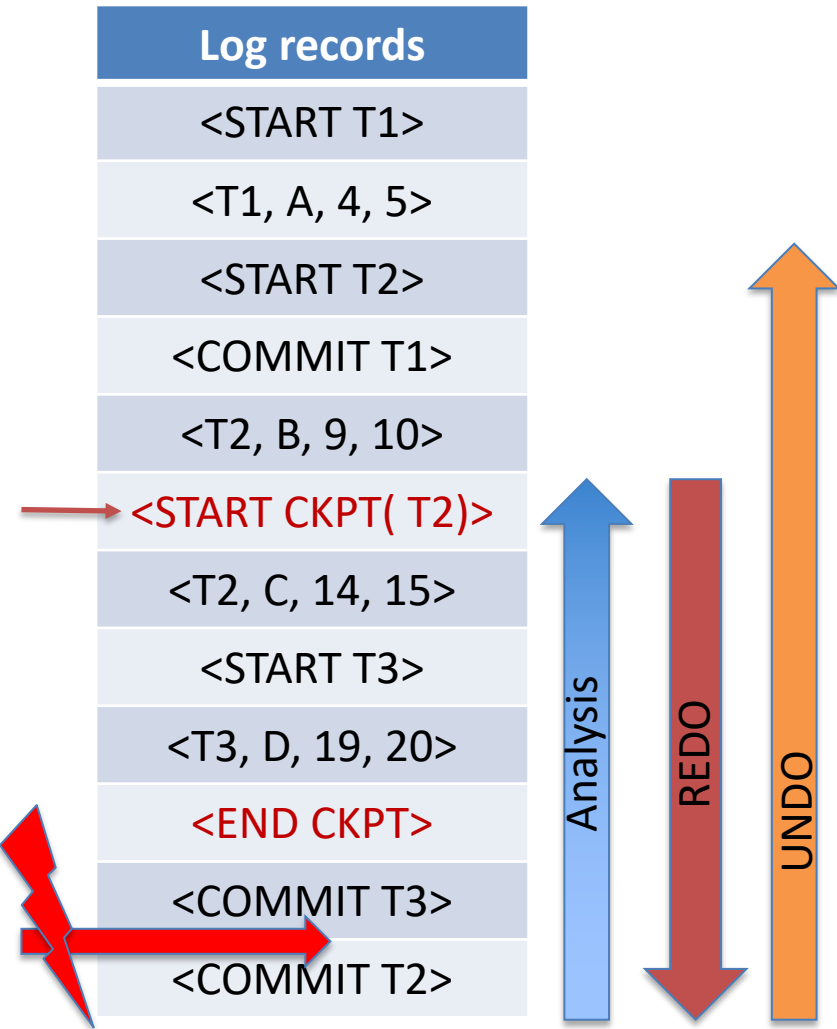 Log records
<START T1>
<T1, A, 4, 5>
<START T2>
<COMMIT T1>
<T2, B, 9, 10>
<START CKPT( T2)>
<T2, C, 14, 15>
<START T3>
<T3, D, 19, 20>
<END CKPT>
<COMMIT T3>
<COMMIT T2>
Analysis
REDO
UNDO